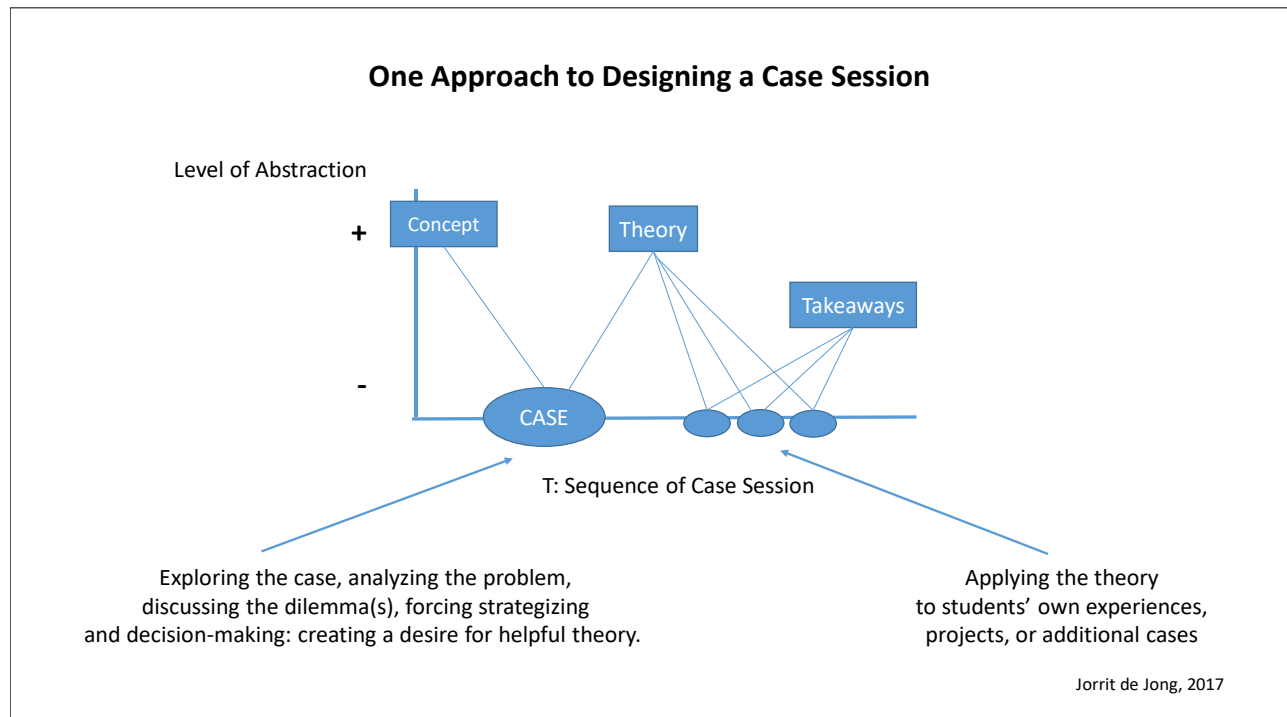 One Approach to Designing a Case Session
Level of Abstraction
+
Concept
Theory
Takeaways
-
CASE
T: Sequence of Case Session
Exploring the case, analyzing the problem,
discussing the dilemma(s), forcing strategizing
and decision-making: creating a desire for helpful theory.
Applying the theory
to students’ own experiences,
projects, or additional cases
Jorrit de Jong, 2017